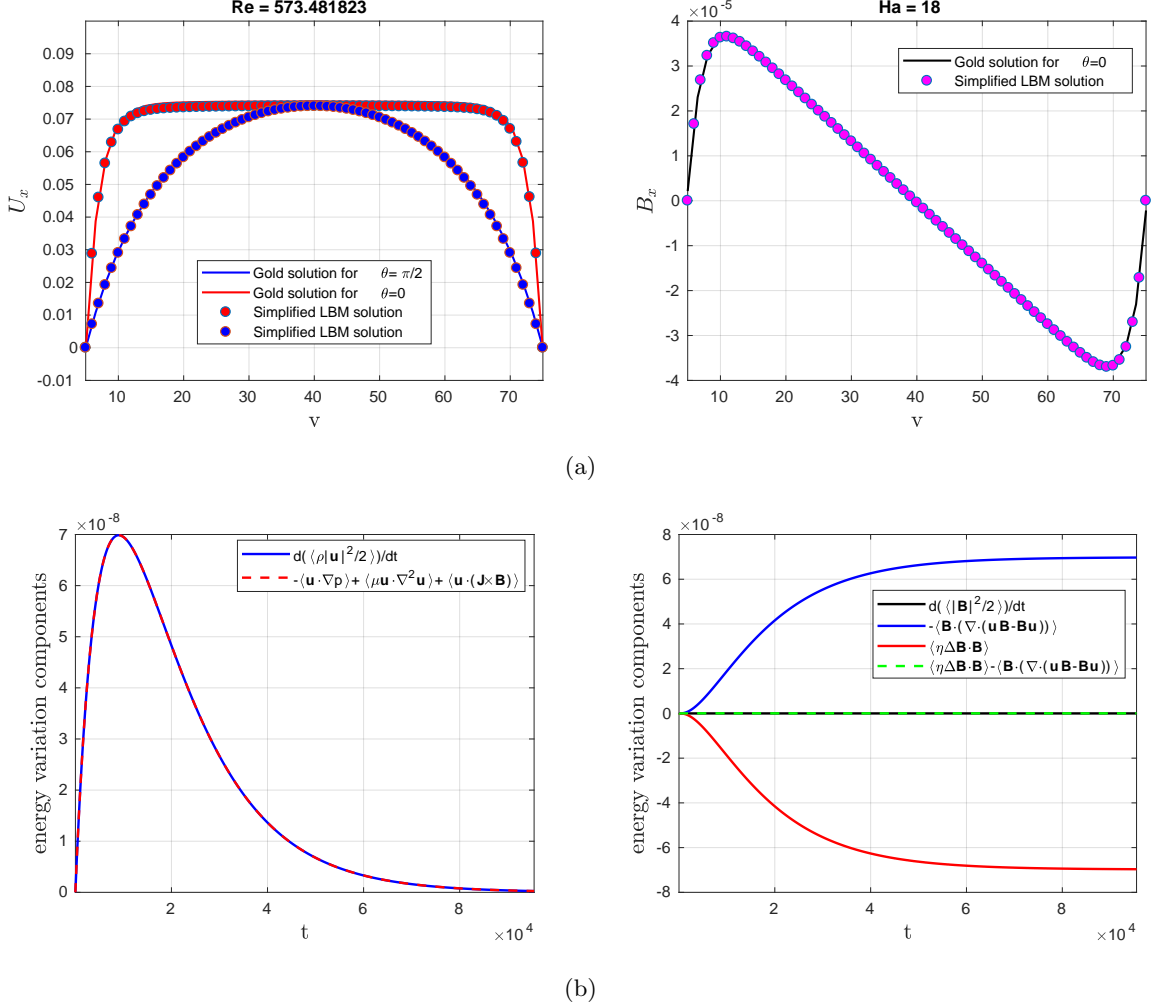 Re = 573.481823
0.09
0.08
0.07
0.06
0.05
0.04
0.03
0.02
0.01
0
-0.01
U_x
Gold solution for θ= π/2
Gold solution for θ=0
Simplified LBM solution
Simplified LBM solution
10 20 30 40 50 60 70
v
Ha = 18
×10^-5
4
3
2
1
0
-1
-2
-3
-4
B_x
Gold solution for θ=0
Simplified LBM solution
10 20 30 40 50 60 70
v
(a)
×10^-8
7
6
5
4
3
2
1
0
energy variation components
d(⟨ρ|u|^2/2⟩)/dt
-⟨u·∇p⟩+⟨μu·∇^2u⟩+⟨u·(J×B)⟩
2 4 6 8
×10^4
t
×10^-8
8
6
4
2
0
-2
-4
-6
-8
energy variation components
d(⟨|B|^2/2⟩)/dt
-⟨B·(∇·(uB-Bu))⟩
⟨ηΔB·B⟩
⟨ηΔB·B⟩-⟨B·(∇·(uB-Bu))⟩
2 4 6 8
×10^4
t
(b)